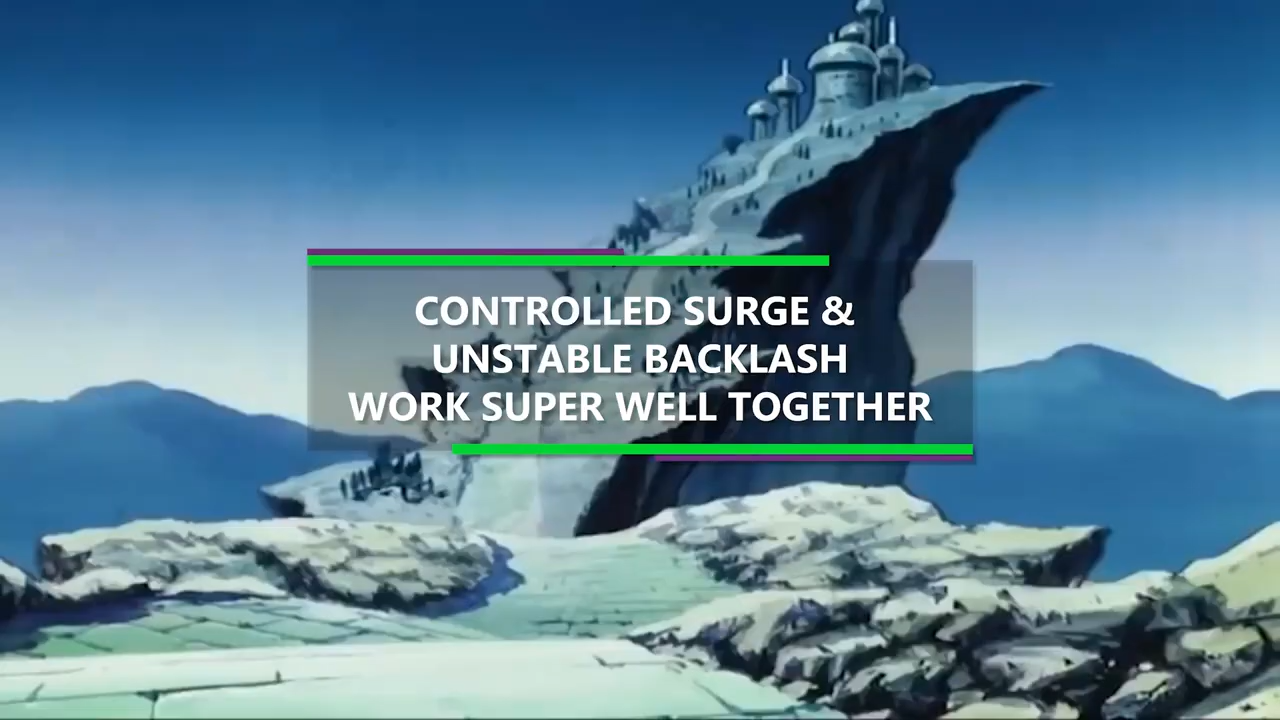 CONTROLLED SURGE &
UNSTABLE BACKLASH
WORK SUPER WELL TOGETHER